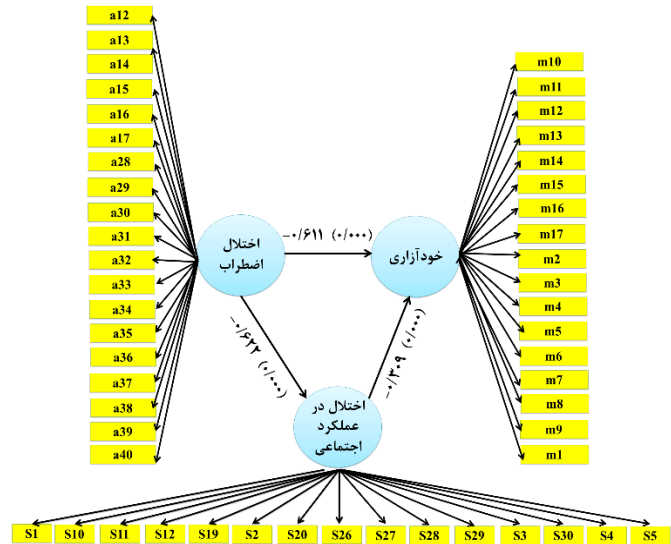 a12
a13
a14
a15
a16
a17
a28
a29
a30
a31
a32
a33
a34
a35
a36
a37
a38
a39
a40
اختلال
اضطراب
-۰/۶۱۱ (۰/۰۰۰)
خودآزاری
-۰/۶۲۲ (۰/۰۰۰)
-۰/۳۰۹ (۰/۰۰۰)
اختلال در
عملکرد
اجتماعی
m10
m11
m12
m13
m14
m15
m16
m17
m2
m3
m4
m5
m6
m7
m8
m9
m1
S1 S10 S11 S12 S19 S2 S20 S26 S27 S28 S29 S3 S30 S4 S5